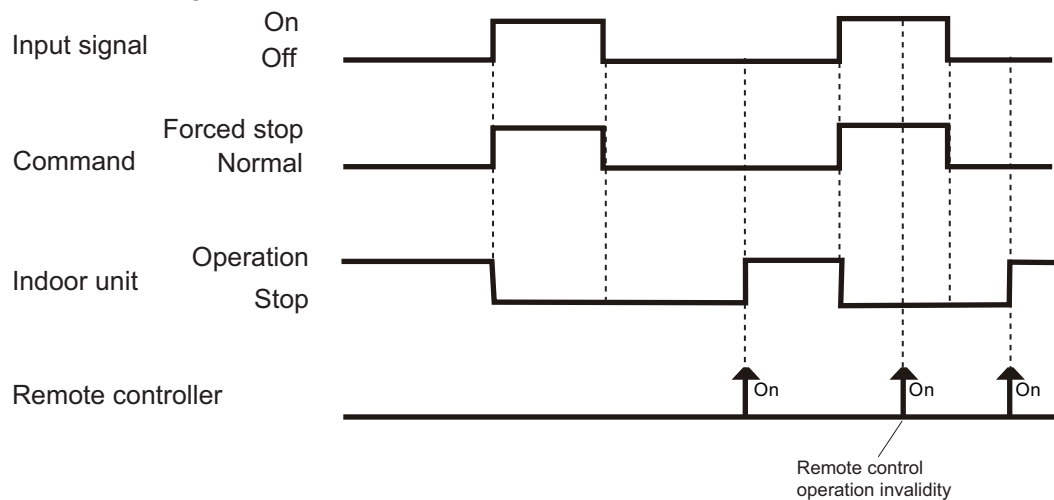 On
Input signal
Off
Forced stop
Command
Normal
Operation
Indoor unit
Stop
On
On
On
Remote controller
Remote control
operation invalidity